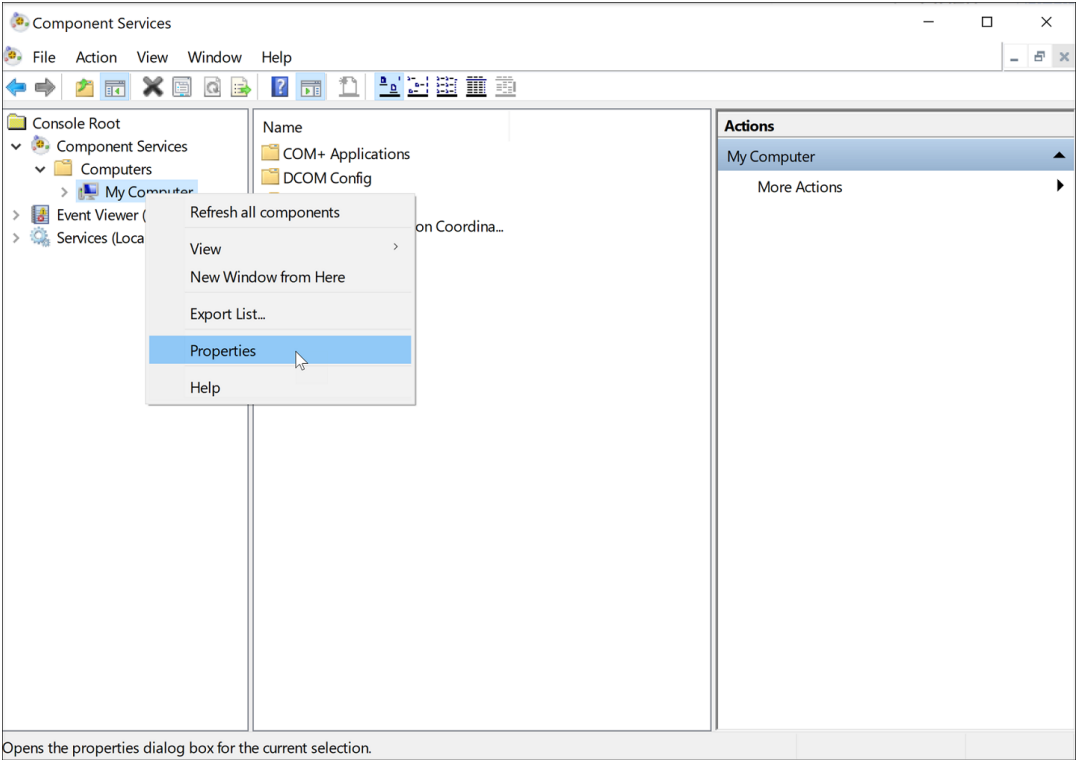 Component Services
File Action View Window Help
Console Root
Component Services
Computers
My Computer
Event Viewer (
Services (Loca
Name
COM+ Applications
DCOM Config
on Coordina...
Refresh all components
View
New Window from Here
Export List...
Properties
Help
Actions
My Computer
More Actions
Opens the properties dialog box for the current selection.